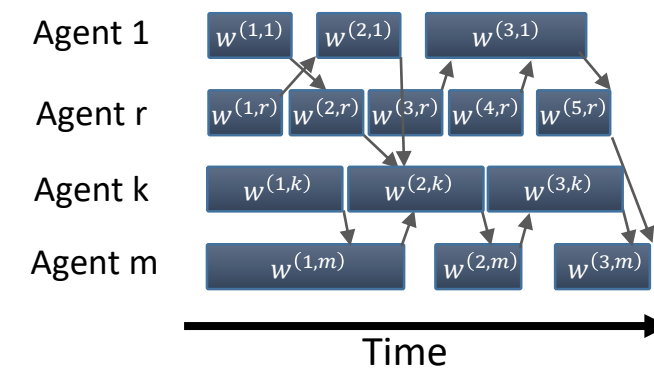 Agent 1 w^{(1,1)} w^{(2,1)} w^{(3,1)}
Agent r w^{(1,r)} w^{(2,r)} w^{(3,r)} w^{(4,r)} w^{(5,r)}
Agent k w^{(1,k)} w^{(2,k)} w^{(3,k)}
Agent m w^{(1,m)} w^{(2,m)} w^{(3,m)}
Time